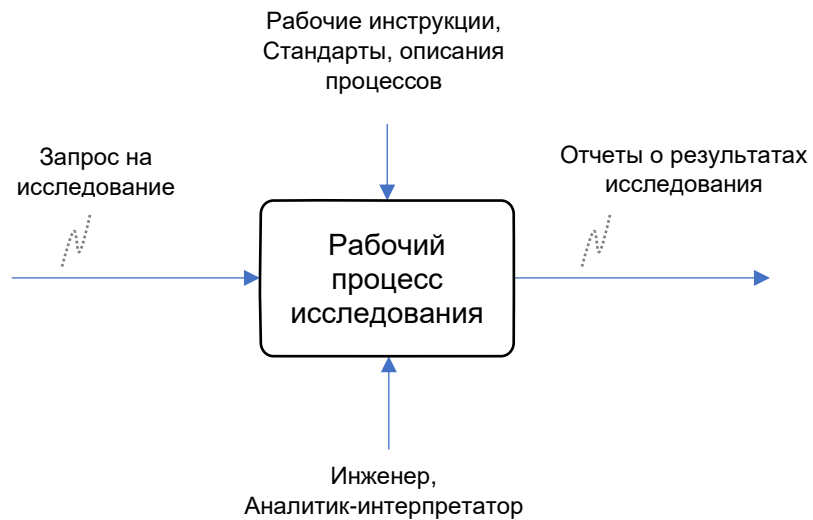 Рабочие инструкции,
Стандарты, описания
процессов
Запрос на
исследование
Отчеты о результатах
исследования
Рабочий
процесс
исследования
Инженер,
Аналитик-интерпретатор